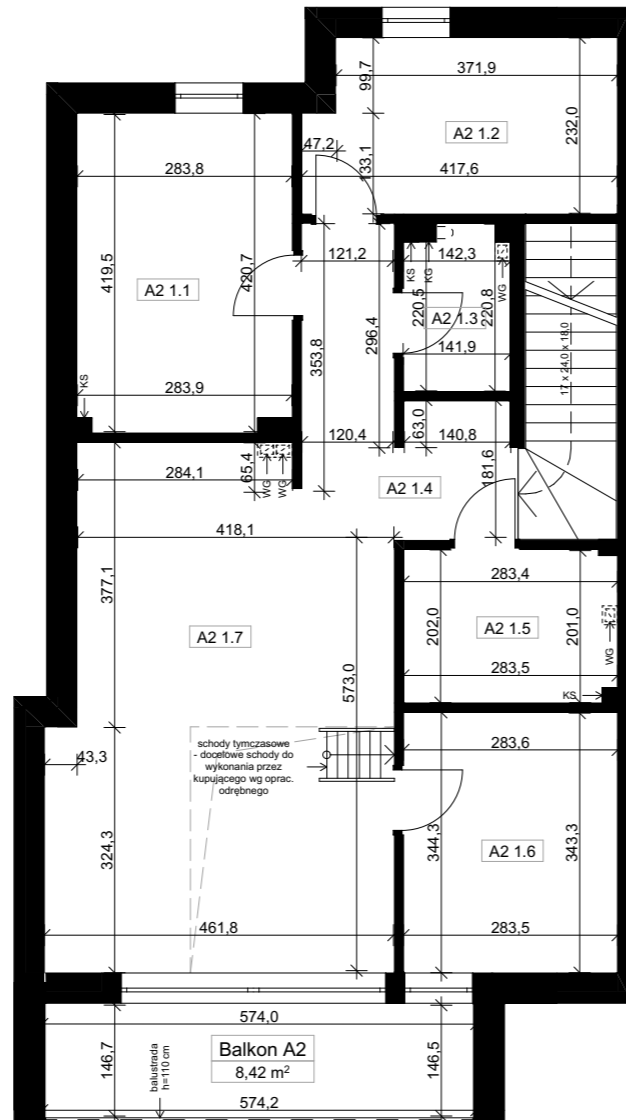 371,9
99,7
A2 1.2
232,0
47,2
133,1
417,6
283,8
419,5
420,7
A2 1.1
121,2
142,3
KS
KG
WG
220,5
220,8
A2 1.3
141,9
353,8
296,4
17 x 24,0 x 18,0
283,9
KS
120,4
63,0
140,8
284,1
65,4
WG
WG
A2 1.4
181,6
418,1
377,1
283,4
A2 1.7
202,0
A2 1.5
201,0
WG
573,0
283,5
KS
43,3
schody tymczasowe
- docelowe schody do
wykonania przez
kupującego wg oprac.
odrębnego
283,6
324,3
344,3
A2 1.6
343,3
461,8
283,5
574,0
146,7
balustrada
h=110 cm
Balkon A2
8,42 m²
146,5
574,2